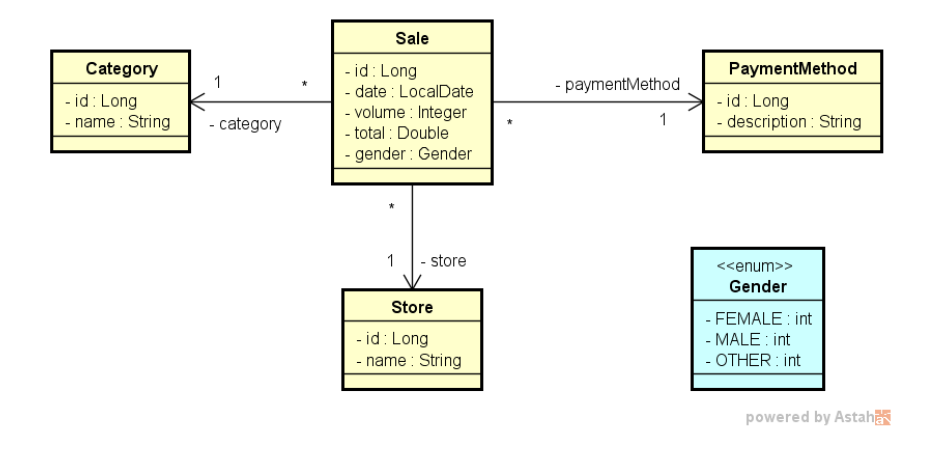 Sale
- id : Long
- date : LocalDate
- volume : Integer
- total : Double
- gender : Gender
Category
- id : Long
- name : String
1
*
- category
PaymentMethod
- id : Long
- description : String
- paymentMethod
*
1
*
1
- store
Store
- id : Long
- name : String
<<enum>>
Gender
- FEMALE : int
- MALE : int
- OTHER : int
powered by Astah